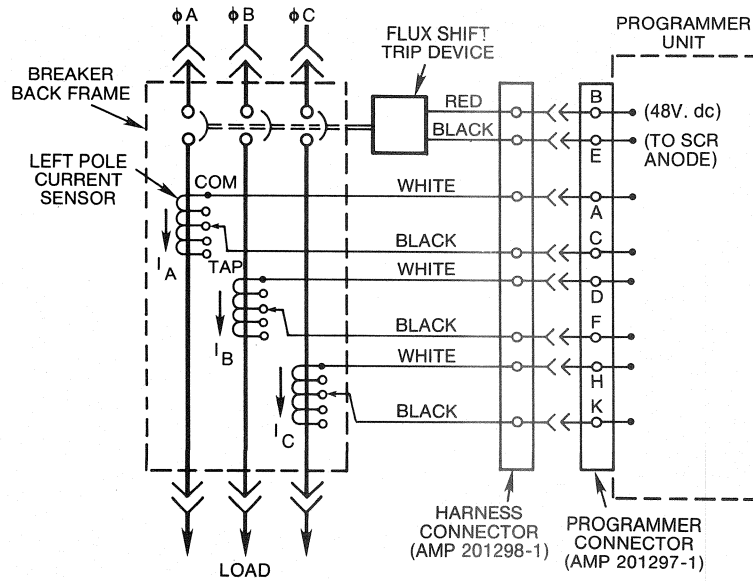 ϕA
ϕB
ϕC
FLUX SHIFT
TRIP DEVICE
PROGRAMMER
UNIT
BREAKER
BACK FRAME
RED
B
(48V. dc)
BLACK
E
(TO SCR
ANODE)
LEFT POLE
CURRENT
SENSOR
COM
WHITE
A
I A
TAP
BLACK
C
WHITE
D
I B
BLACK
F
WHITE
H
I C
BLACK
K
HARNESS
CONNECTOR
(AMP 201298-1)
PROGRAMMER
CONNECTOR
(AMP 201297-1)
LOAD